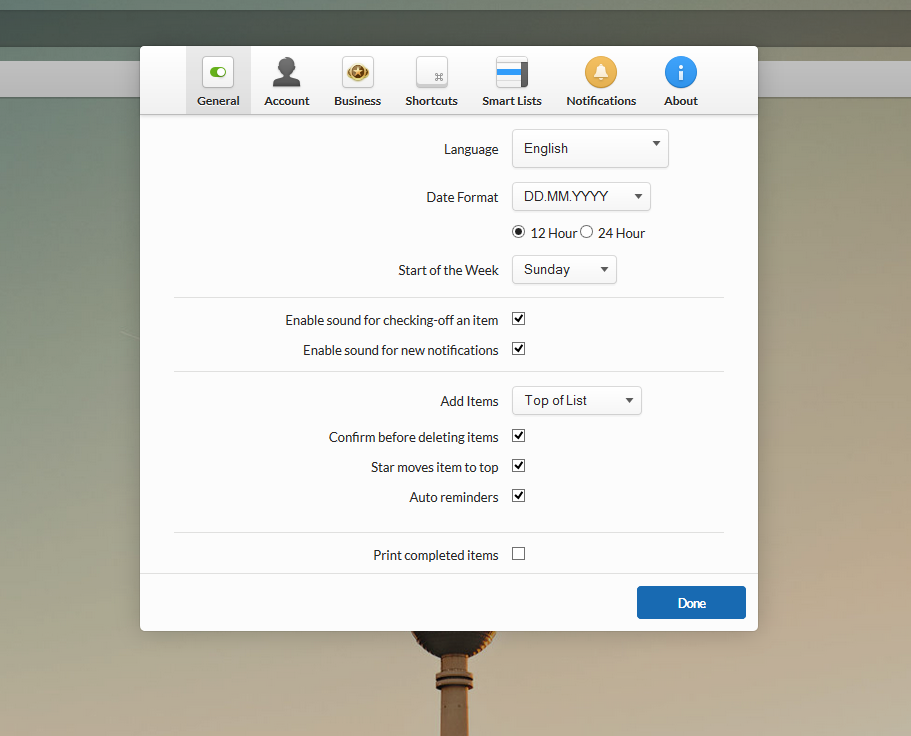 General Account Business Shortcuts Smart Lists Notifications About
Language English
Date Format DD.MM.YYYY
12 Hour 24 Hour
Start of the Week Sunday
Enable sound for checking-off an item
Enable sound for new notifications
Add Items Top of List
Confirm before deleting items
Star moves item to top
Auto reminders
Print completed items
Done